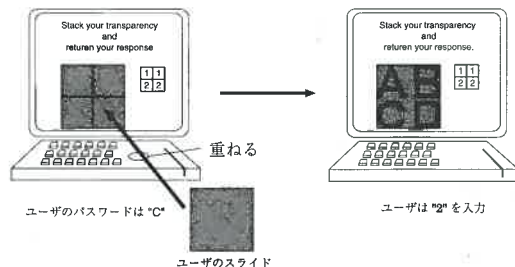 Stack your transparency
and
returen your response
1 1
2 2
重ねる
ユーザのパスワードは "C"
ユーザのスライド
Stack your transparency
and
returen your response.
A
1 1
2 2
ユーザは "2" を入力